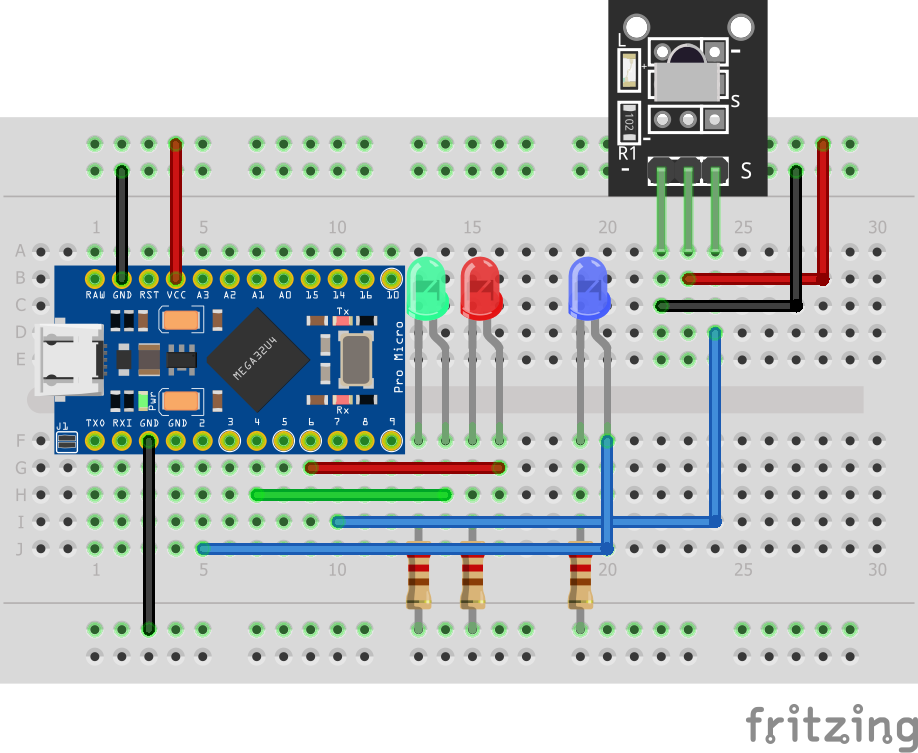 L
-
+
S
102
-
R1
-
S
1 5 10 15 20 25 30
A
B
RAW GND RST VCC A3 A2 A1 A0 15 14 16 10
C
D
E
Tx
MEGA32U4
Pro Micro
Pwr
Rx
J1
TXO RXI GND GND 2 3 4 5 6 7 8 9
F
G
H
I
J
1 5 10 15 20 25 30
fritzing